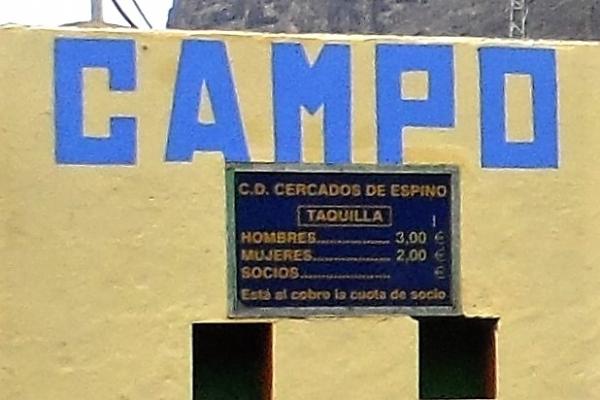 CAMPO
C.D. CERCADOS DE ESPINO
TAQUILLA
HOMBRES................. 3,00 €
MUJERES.................. 2,00 €
SOCIOS..................... €
Está al cobro la cuota de socio